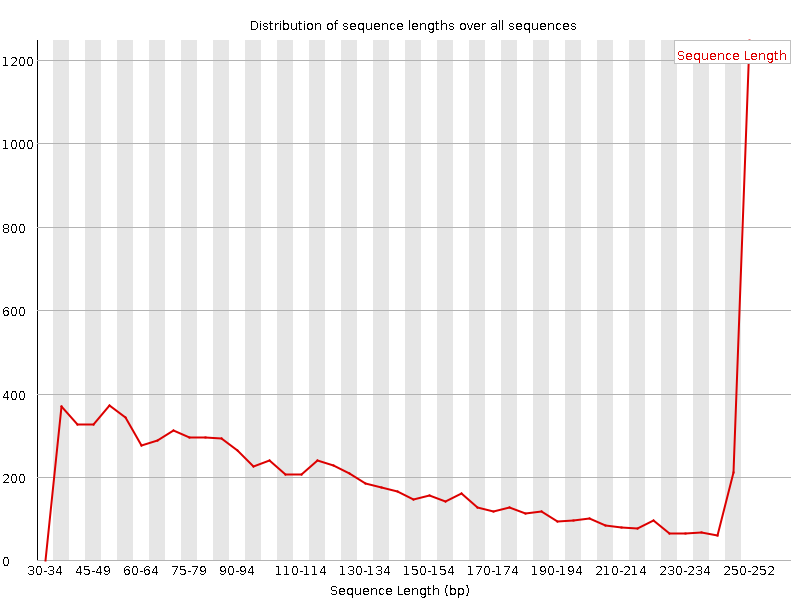 Distribution of sequence lengths over all sequences
Sequence Length
1200
1000
800
600
400
200
0
30-34 45-49 60-64 75-79 90-94 110-114 130-134 150-154 170-174 190-194 210-214 230-234 250-252
Sequence Length (bp)